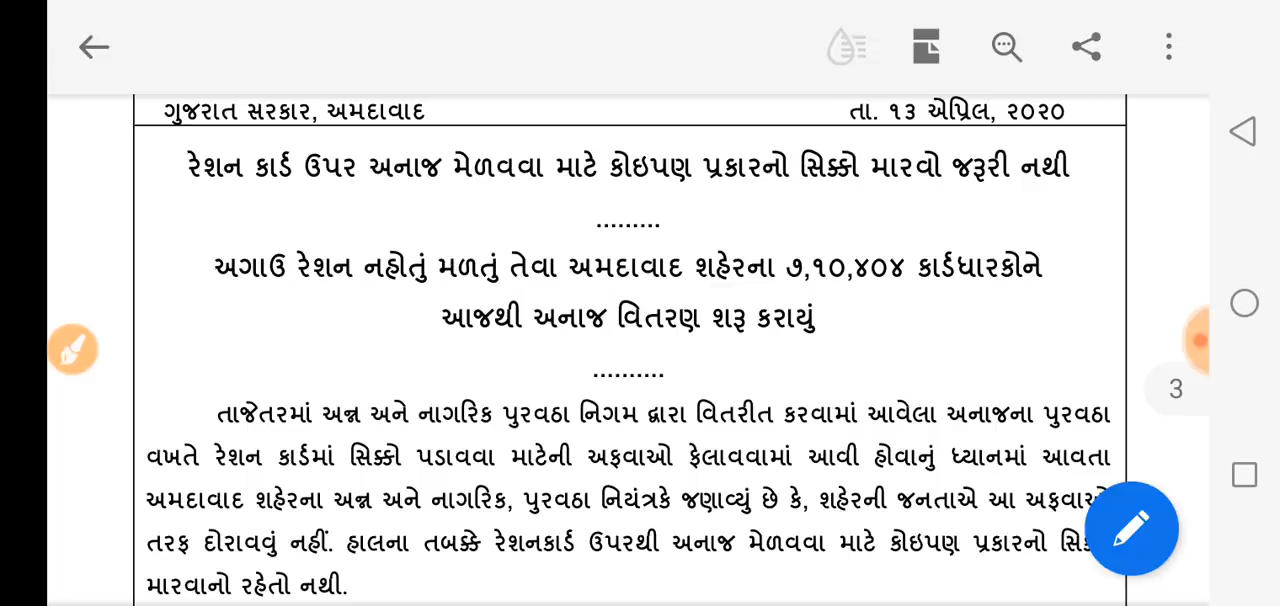 ગુજરાત સરકાર, અમદાવાદ તા. ૧૩ એપ્રિલ, ૨૦૨૦
રેશન કાર્ડ ઉપર અનાજ મેળવવા માટે કોઇપણ પ્રકારનો સિક્કો મારવો જરૂરી નથી
.........
અગાઉ રેશન નહોતું મળતું તેવા અમદાવાદ શહેરના ૭,૧૦,૪૦૪ કાર્ડધારકોને
આજથી અનાજ વિતરણ શરૂ કરાયું
..........
તાજેતરમાં અન્ન અને નાગરિક પુરવઠા નિગમ દ્વારા વિતરીત કરવામાં આવેલા અનાજના પુરવઠા
વખતે રેશન કાર્ડમાં સિક્કો પડાવવા માટેની અફવાઓ ફેલાવવામાં આવી હોવાનું ધ્યાનમાં આવતા
અમદાવાદ શહેરના અન્ન અને નાગરિક, પુરવઠા નિયંત્રકે જણાવ્યું છે કે, શહેરની જનતાએ આ
તરફ દોરાવવું નહીં. હાલના તબક્કે રેશનકાર્ડ ઉપરથી અનાજ મેળવવા માટે કોઇપણ પ્રકારનો
મારવાનો રહેતો નથી.
3